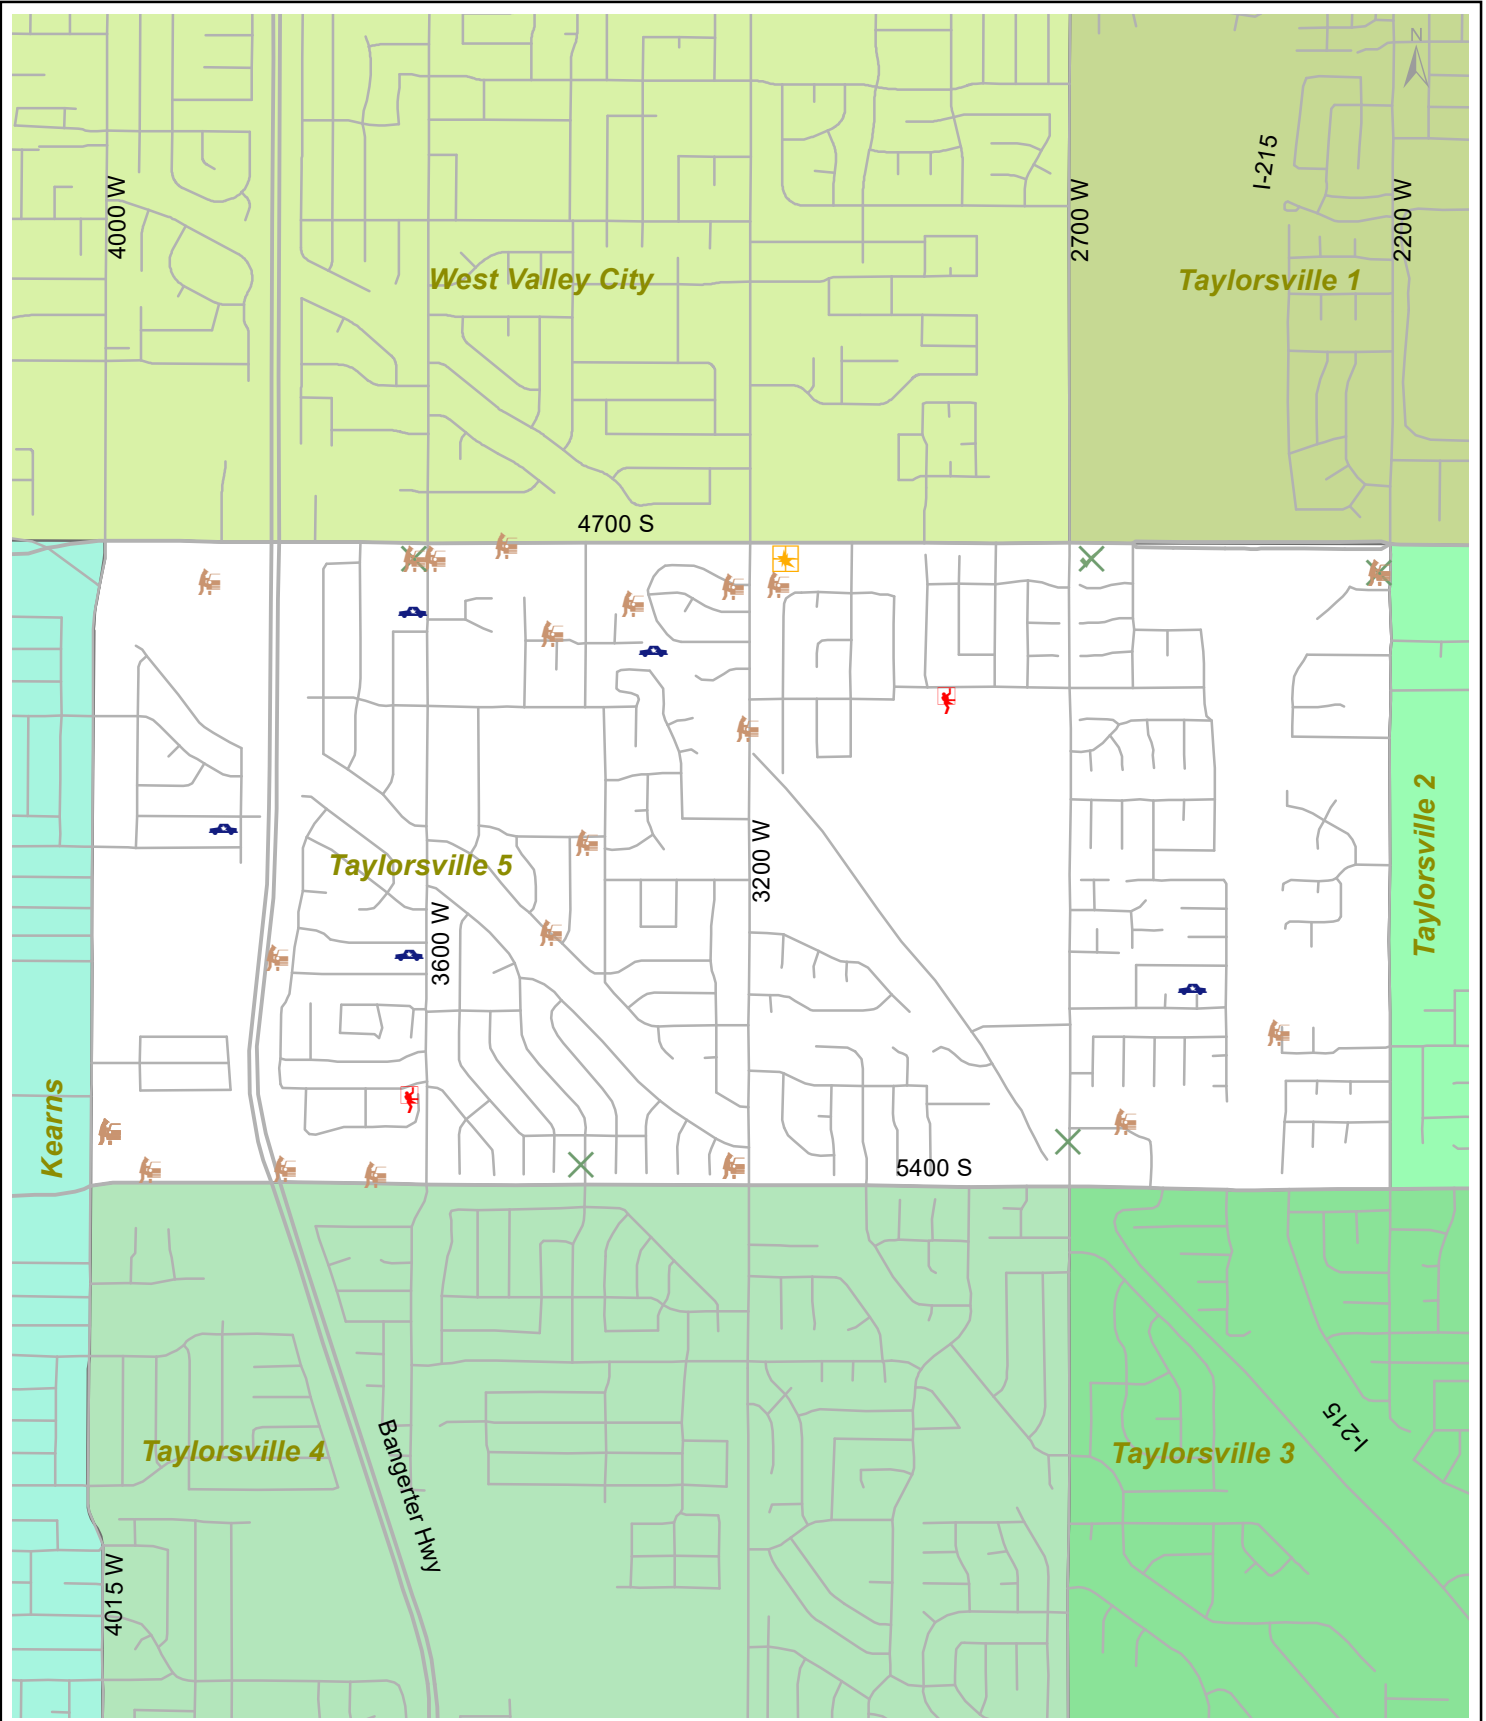 N
I-215
4000 W
2700 W
2200 W
West Valley City
Taylorsville 1
4700 S
Taylorsville 2
3200 W
Taylorsville 5
3600 W
Kearns
5400 S
Taylorsville 4
Bangerter Hwy
Taylorsville 3
I-215
4015 W